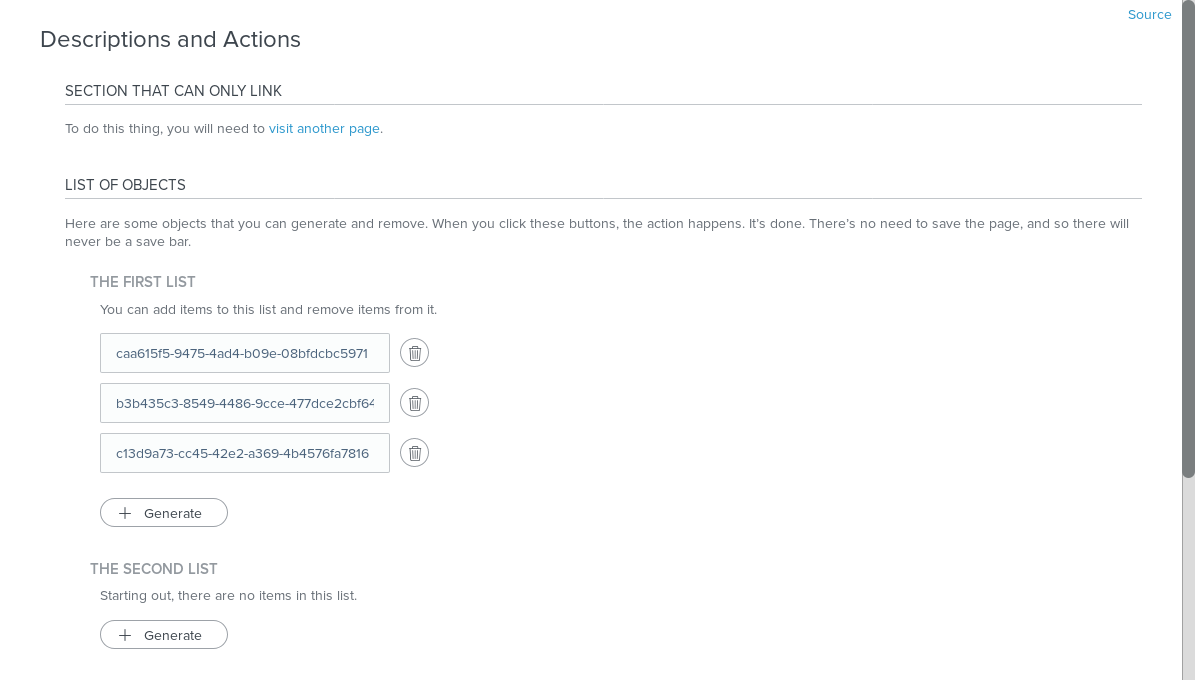 Source
Descriptions and Actions
SECTION THAT CAN ONLY LINK
To do this thing, you will need to visit another page.
LIST OF OBJECTS
Here are some objects that you can generate and remove. When you click these buttons, the action happens. It's done. There's no need to save the page, and so there will
never be a save bar.
THE FIRST LIST
You can add items to this list and remove items from it.
caa615f5-9475-4ad4-b09e-08bfdcbc5971
b3b435c3-8549-4486-9cce-477dce2cbf64
c13d9a73-cc45-42e2-a369-4b4576fa7816
Generate
THE SECOND LIST
Starting out, there are no items in this list.
Generate